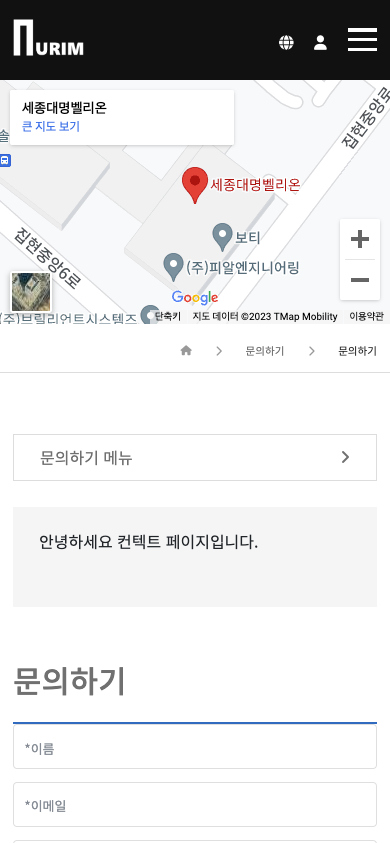 NURIM
세종대명벨리온
큰 지도 보기
집현중앙로
솔
세종대명벨리온
보티
집현중앙6로
(주)피알엔지니어링
Google
(주)브릴리언트시스템즈
단축키 지도 데이터 ©2023 TMap Mobility 이용약관
문의하기 문의하기
문의하기 메뉴
안녕하세요 컨텍트 페이지입니다.
문의하기
*이름
*이메일